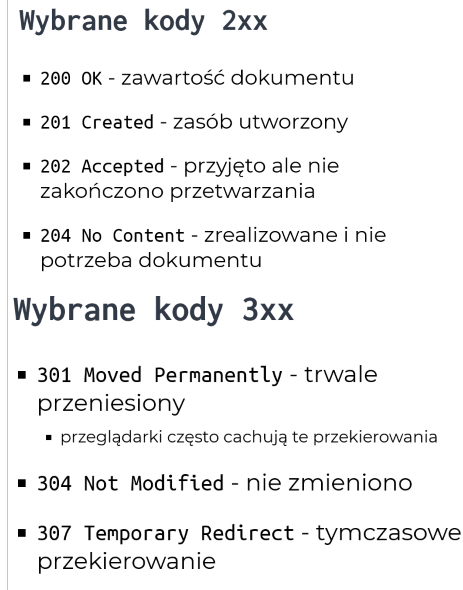 Wybrane kody 2xx
▪ 200 OK - zawartość dokumentu
▪ 201 Created - zasób utworzony
▪ 202 Accepted - przyjęto ale nie
zakończono przetwarzania
▪ 204 No Content - zrealizowane i nie
potrzeba dokumentu
Wybrane kody 3xx
▪ 301 Moved Permanently - trwale
przeniesiony
▪ przeglądarki często cachują te przekierowania
▪ 304 Not Modified - nie zmieniono
▪ 307 Temporary Redirect - tymczasowe
przekierowanie